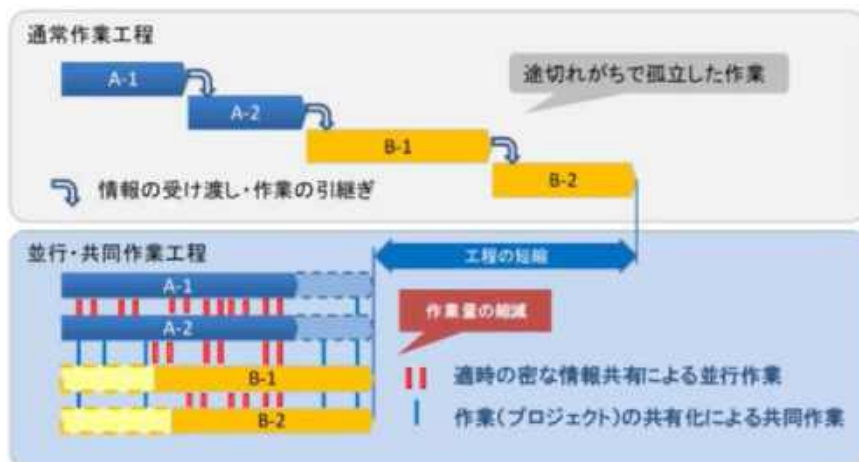 通常作業工程
A-1
途切れがちで孤立した作業
A-2
B-1
B-2
情報の受け渡し・作業の引継ぎ
並行・共同作業工程
工程の短縮
A-1
作業量の縮減
A-2
B-1
適時の密な情報共有による並行作業
B-2
作業(プロジェクト)の共有化による共同作業